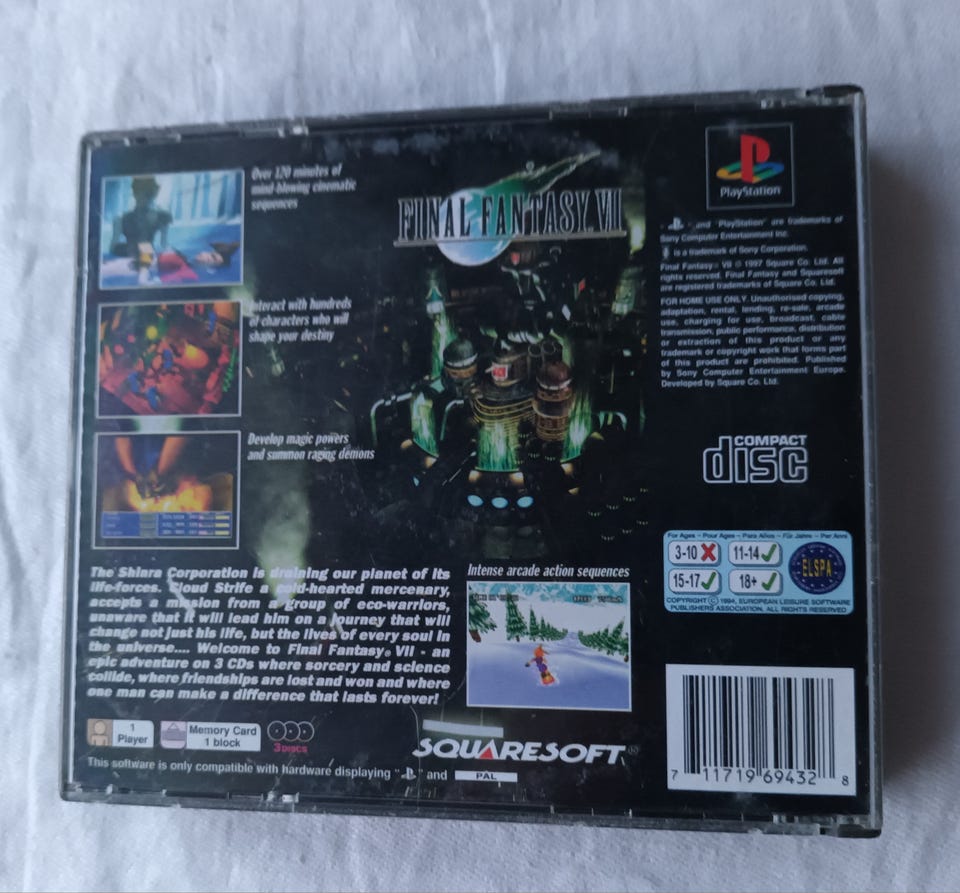 Over 120 minutes of
mind-blowing cinematic
sequences
Interact with hundreds
of characters who will
shape your destiny
Develop magic powers
and summon raging demons
FINAL FANTASY VII
PlayStation
" " and "PlayStation" are trademarks of
Sony Computer Entertainment Inc.
is a trademark of Sony Corporation.
Final Fantasy® VII © 1997 Square Co. Ltd. All
rights reserved. Final Fantasy and Squaresoft
are registered trademarks of Square Co. Ltd.
FOR HOME USE ONLY. Unauthorised copying,
adaptation, rental, lending, re-sale, arcade
use, charging for use, broadcast, cable
transmission, public performance, distribution
or extraction of this product or any
trademark or copyright work that forms part
of this product are prohibited. Published
by Sony Computer Entertainment Europe.
Developed by Square Co. Ltd.
COMPACT
disc
For Ages - Pour Ages - Para Años - Für Jahre - Per Anni
3-10 11-14
15-17 18+
ELSPA
COPYRIGHT © 1994, EUROPEAN LEISURE SOFTWARE
PUBLISHERS ASSOCIATION, ALL RIGHTS RESERVED
The Shinra Corporation is draining our planet of its
life-forces. Cloud Strife a cold-hearted mercenary,
accepts a mission from a group of eco-warriors,
unaware that it will lead him on a journey that will
change not just his life, but the lives of every soul in
the universe.... Welcome to Final Fantasy® VII - an
epic adventure on 3 CDs where sorcery and science
collide, where friendships are lost and won and where
one man can make a difference that lasts forever!
Intense arcade action sequences
1
Player
Memory Card
1 block
3 DISCS
SQUARESOFT®
This software is only compatible with hardware displaying " " and PAL
7 11719 69432 8